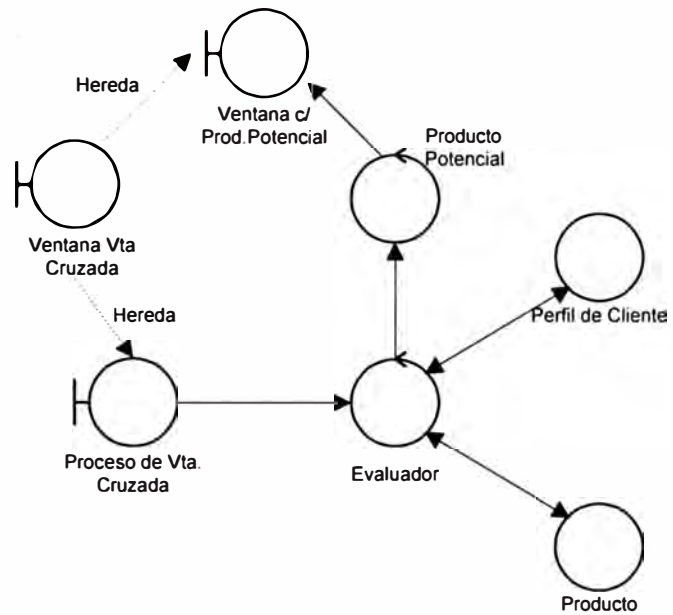 Hereda
Ventana c/
Prod.Potencial
Producto
Potencial
Ventana Vta
Cruzada
Hereda
Perfil de Cliente
Proceso de Vta.
Cruzada
Evaluador
Producto